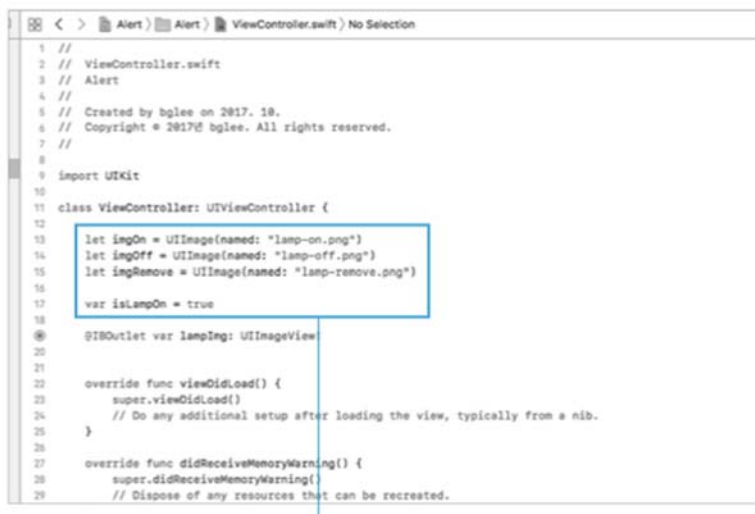 Alert > Alert > ViewController.swift > No Selection
1 //
2 // ViewController.swift
3 // Alert
4 //
5 // Created by bglee on 2017. 10.
6 // Copyright © 2017년 bglee. All rights reserved.
7 //
8
9 import UIKit
10
11 class ViewController: UIViewController {
12
13 let imgOn = UIImage(named: "lamp-on.png")
14 let imgOff = UIImage(named: "lamp-off.png")
15 let imgRemove = UIImage(named: "lamp-remove.png")
16
17 var isLampOn = true
18
@IBOutlet var lampImg: UIImageView!
20
21
22 override func viewDidLoad() {
23 super.viewDidLoad()
24 // Do any additional setup after loading the view, typically from a nib.
25 }
26
27 override func didReceiveMemoryWarning() {
28 super.didReceiveMemoryWarning()
29 // Dispose of any resources that can be recreated.